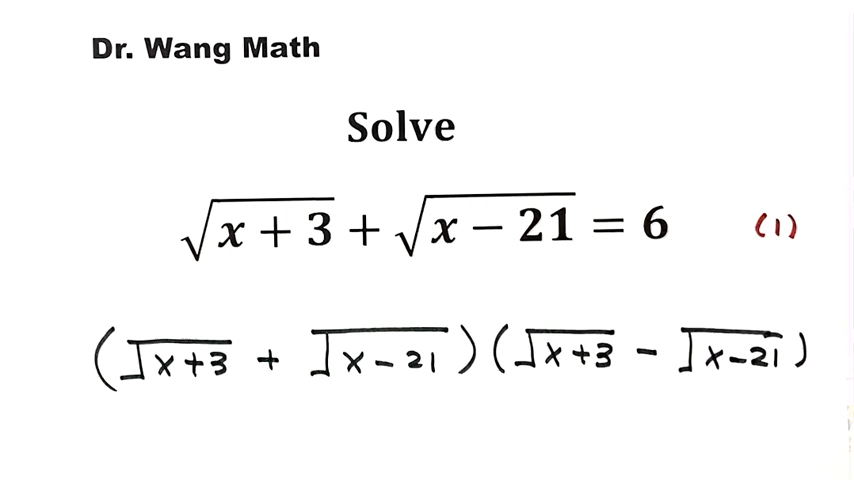 Dr. Wang Math
Solve
√x + 3 + √x − 21 = 6 (1)
(√x+3 + √x−21)(√x+3 − √x−21)